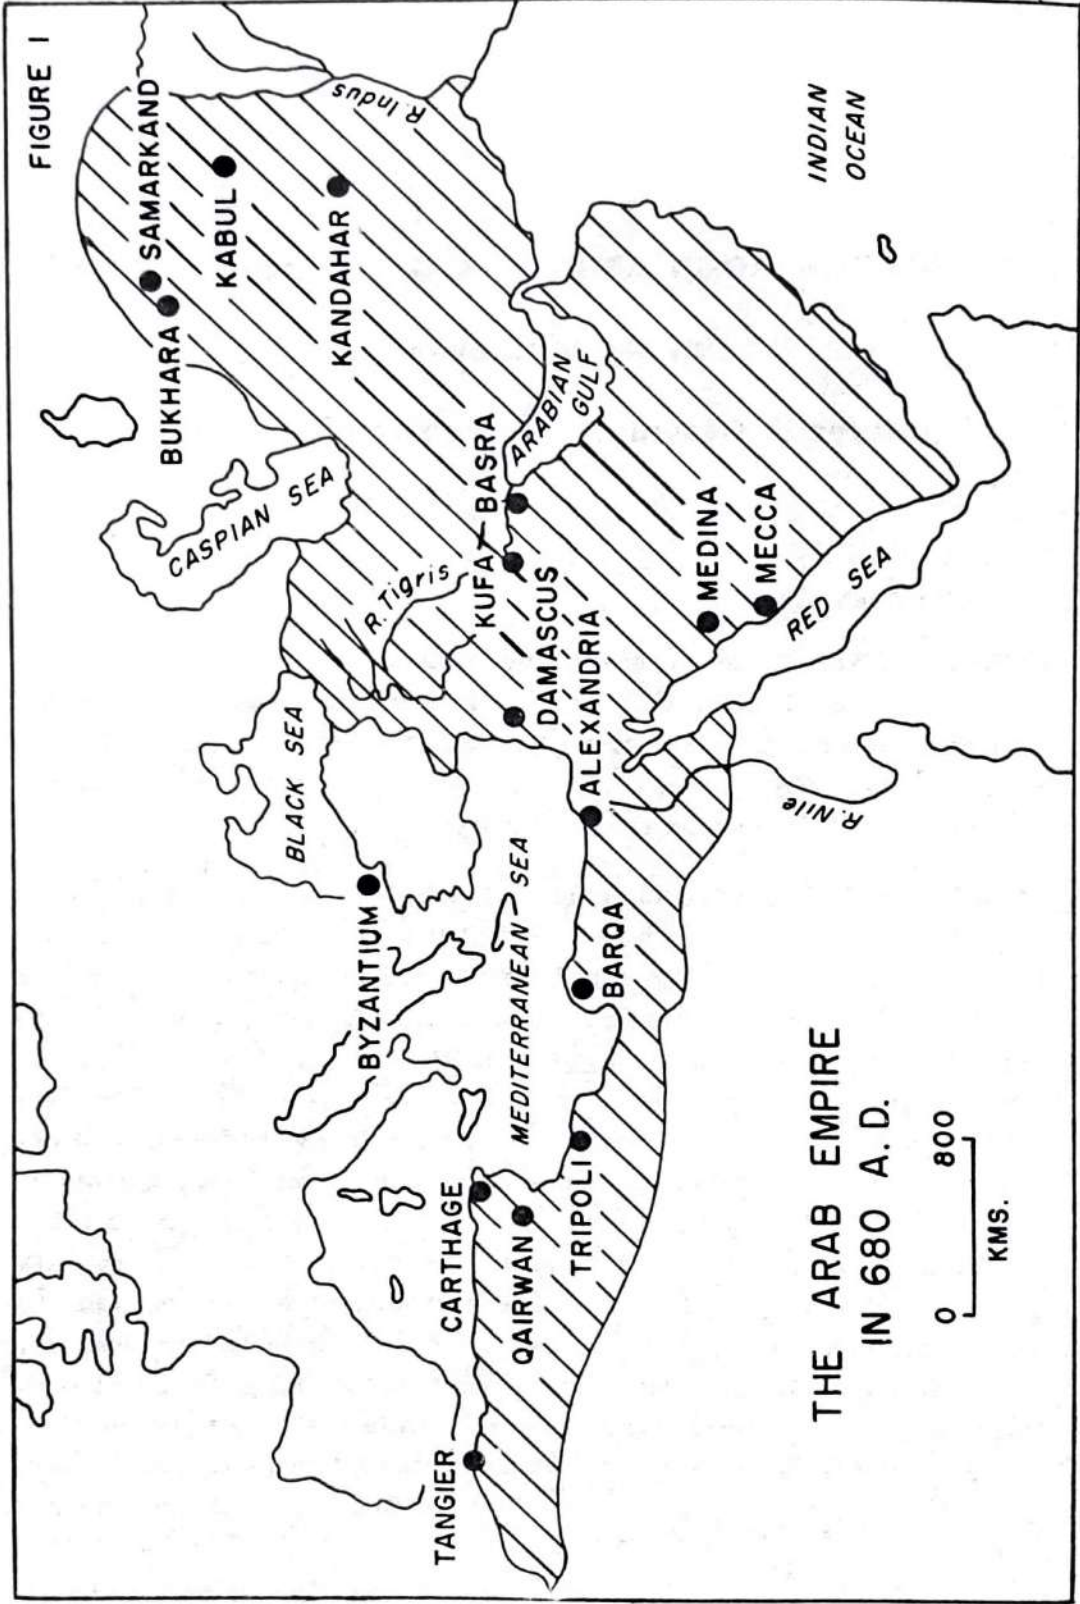 FIGURE I
SAMARKAND
BUKHARA
KABUL
KANDAHAR
R. Indus
CASPIAN SEA
R. Tigris
BLACK SEA
BYZANTIUM
KUFA
BASRA
ARABIAN
GULF
DAMASCUS
ALEXANDRIA
MEDINA
MECCA
RED SEA
INDIAN
OCEAN
R. Nile
MEDITERRANEAN SEA
BARQA
TRIPOLI
CARTHAGE
QAIRWAN
TANGIER
THE ARAB EMPIRE
IN 680 A.D.
0 800
KMS.